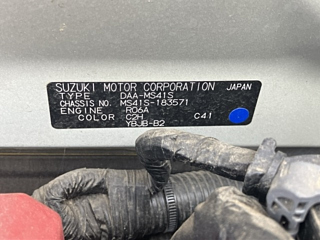 SUZUKI MOTOR CORPORATION JAPAN
TYPE DAA-MS41S
CHASSIS NO. MS41S-183571
ENGINE -R06A
COLOR C2H C41
YBJB-B2